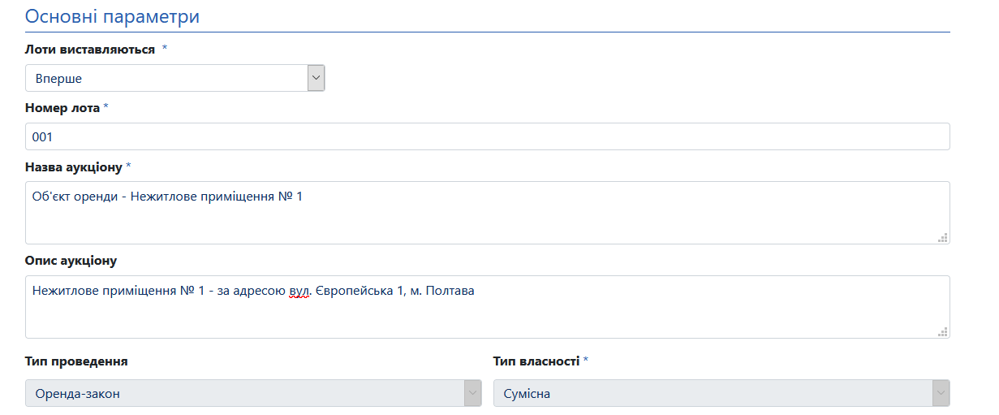 Основні параметри
Лоти виставляються *
Вперше
Номер лота *
001
Назва аукціону *
Об'єкт оренди - Нежитлове приміщення № 1
Опис аукціону
Нежитлове приміщення № 1 - за адресою вул. Європейська 1, м. Полтава
Тип проведення
Тип власності *
Оренда-закон
Сумісна